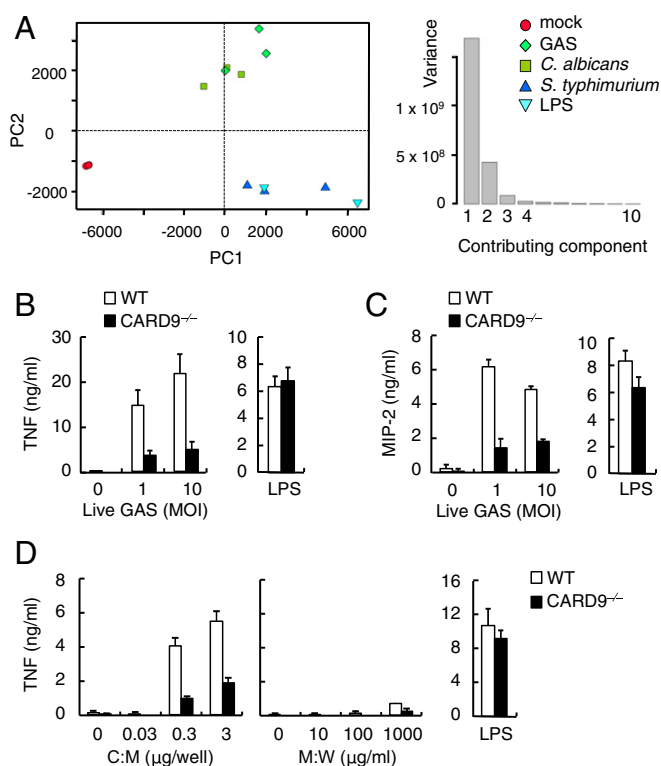 A
PC2
2000
0
-2000
-6000
-2000
0
2000
6000
PC1
mock
GAS
C. albicans
S. typhimurium
LPS
Variance
1 x 10⁹
5 x 10⁸
1
2
3
4
10
Contributing component
B
WT
CARD9⁻/⁻
TNF (ng/ml)
30
20
10
0
0
1
10
Live GAS (MOI)
10
8
6
4
2
0
LPS
C
WT
CARD9⁻/⁻
MIP-2 (ng/ml)
8
6
4
2
0
0
1
10
Live GAS (MOI)
10
8
6
4
2
0
LPS
D
TNF (ng/ml)
8
6
4
2
0
0
0.03
0.3
3
C:M (µg/well)
0
10
100
1000
M:W (µg/ml)
16
12
8
4
0
LPS
WT
CARD9⁻/⁻